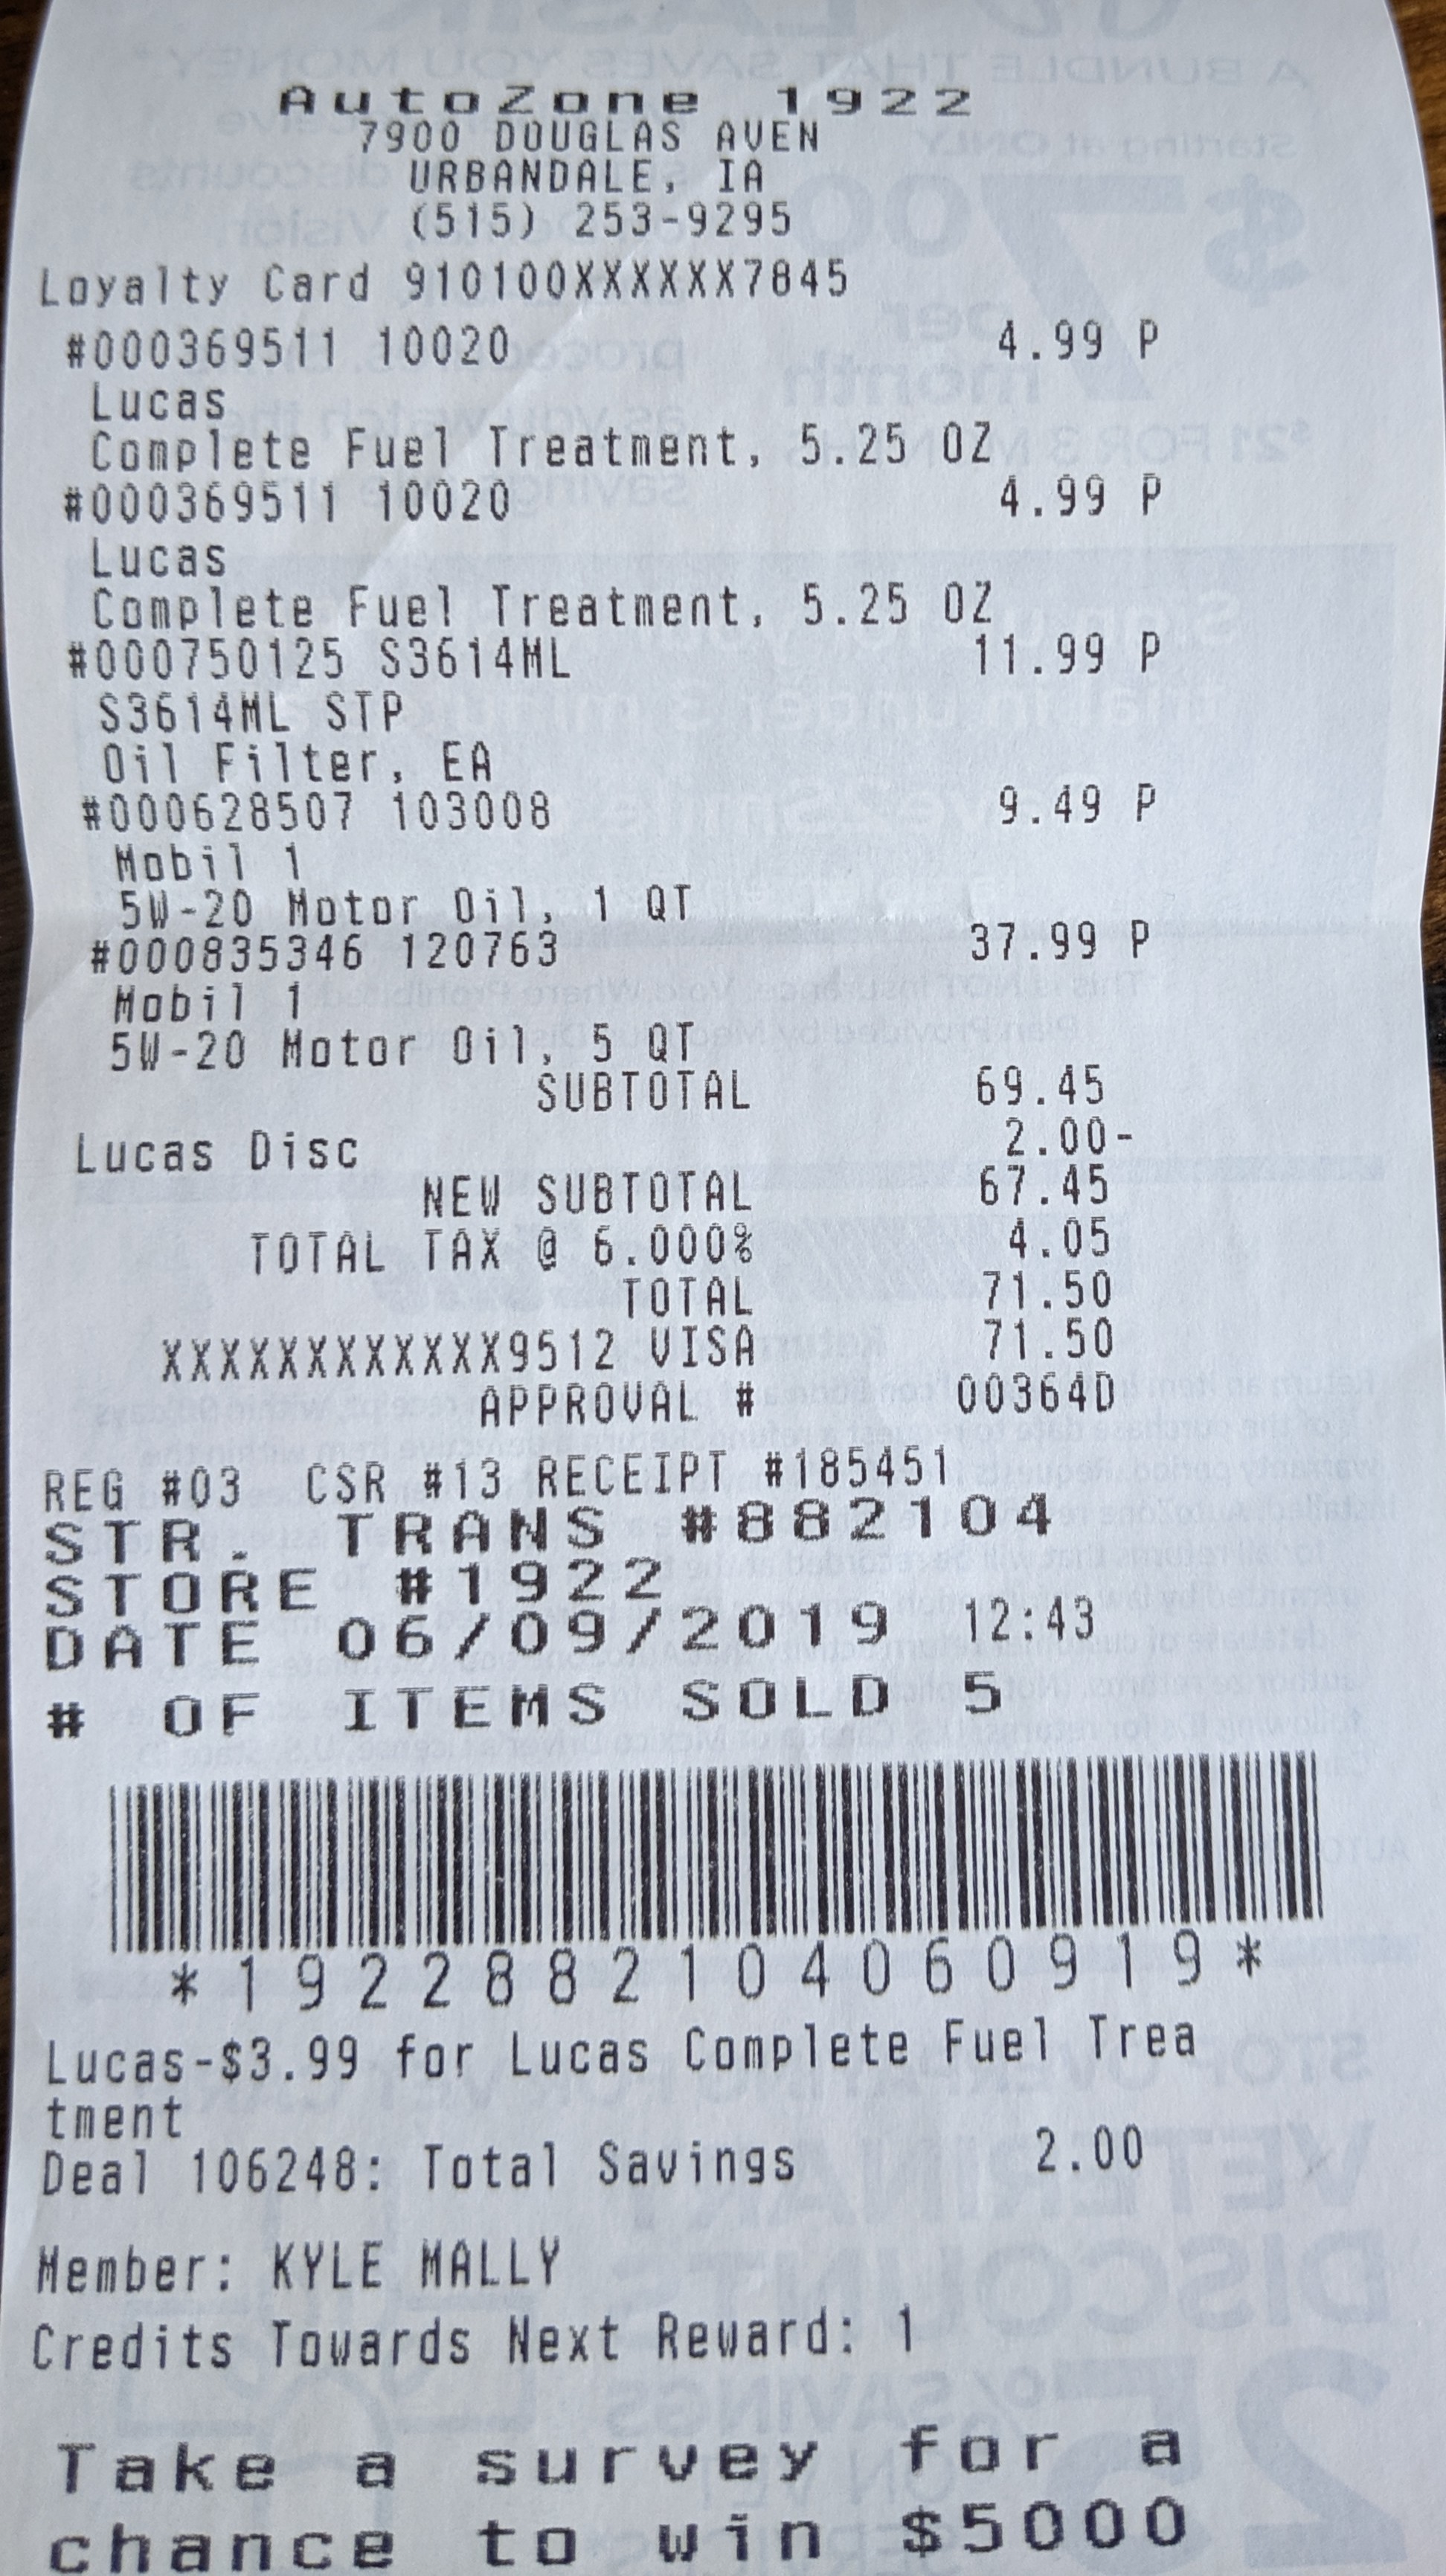 AutoZone 1922
7900 DOUGLAS AVEN
URBANDALE, IA
(515) 253-9295
Loyalty Card 910100XXXXXX7845
#000369511 10020 4.99 P
Lucas
Complete Fuel Treatment, 5.25 OZ
#000369511 10020 4.99 P
Lucas
Complete Fuel Treatment, 5.25 OZ
#000750125 S3614ML 11.99 P
S3614ML STP
Oil Filter, EA
#000628507 103008 9.49 P
Mobil 1
5W-20 Motor Oil, 1 QT
#000835346 120763 37.99 P
Mobil 1
5W-20 Motor Oil, 5 QT
SUBTOTAL 69.45
Lucas Disc 2.00-
NEW SUBTOTAL 67.45
TOTAL TAX @ 6.000% 4.05
TOTAL 71.50
XXXXXXXXXXXX9512 VISA 71.50
APPROVAL # 00364D
REG #03 CSR #13 RECEIPT #185451
STR. TRANS #882104
STORE #1922
DATE 06/09/2019 12:43
# OF ITEMS SOLD 5
*1922882104060919*
Lucas-$3.99 for Lucas Complete Fuel Trea
tment
Deal 106248: Total Savings 2.00
Member: KYLE MALLY
Credits Towards Next Reward: 1
Take a survey for a
chance to win $5000